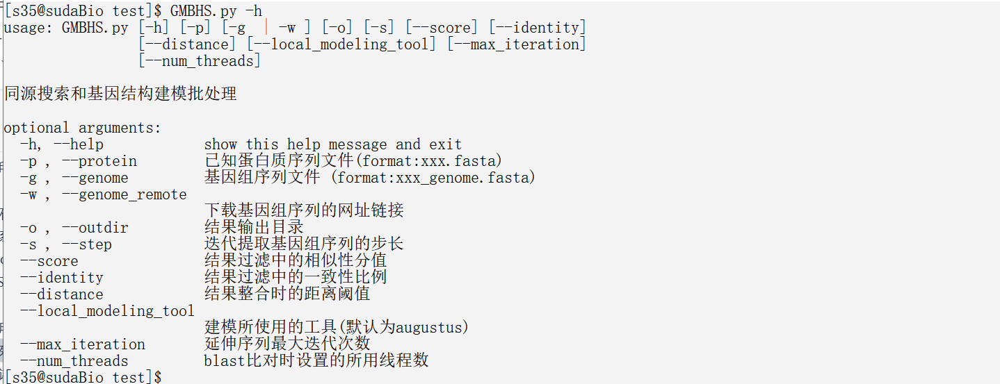 [s35@sudaBio test]$ GMBHS.py -h
usage: GMBHS.py [-h] [-p] [-g | -w ] [-o] [-s] [--score] [--identity]
[--distance] [--local_modeling_tool] [--max_iteration]
[--num_threads]
同源搜索和基因结构建模批处理
optional arguments:
-h, --help show this help message and exit
-p , --protein 已知蛋白质序列文件(format:xxx.fasta)
-g , --genome 基因组序列文件 (format:xxx_genome.fasta)
-w , --genome_remote
下载基因组序列的网址链接
-o , --outdir 结果输出目录
-s , --step 迭代提取基因组序列的步长
--score 结果过滤中的相似性分值
--identity 结果过滤中的一致性比例
--distance 结果整合时的距离阈值
--local_modeling_tool
建模所使用的工具(默认为augustus)
--max_iteration 延伸序列最大迭代次数
--num_threads blast比对时设置的所用线程数
[s35@sudaBio test]$